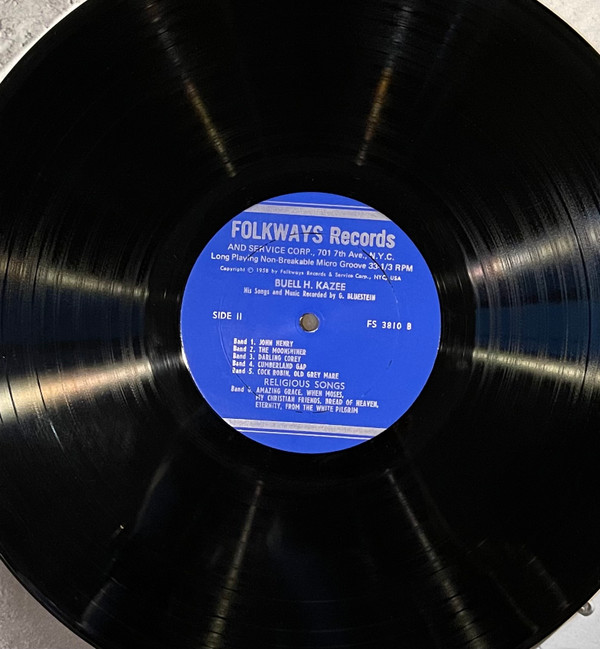 FOLKWAYS Records
AND SERVICE CORP., 701 7th Ave., N.Y.C.
Long Playing Non-Breakable Micro Groove 33 1/3 RPM
Copyright © 1958 by Folkways Records & Service Corp., NYC, USA
BUELL H. KAZEE
His Songs and Music Recorded by G. BLUESTEIN
SIDE II
FS 3810 B
Band 1. JOHN HENRY
Band 2. THE MOONSHINER
Band 3. DARLING COREY
Band 4. CUMBERLAND GAP
Band 5. COCK ROBIN, OLD GREY MARE
RELIGIOUS SONGS
Band 6. AMAZING GRACE, WHEN MOSES,
MY CHRISTIAN FRIENDS, BREAD OF HEAVEN,
ETERNITY, FROM THE WHITE PILGRIM